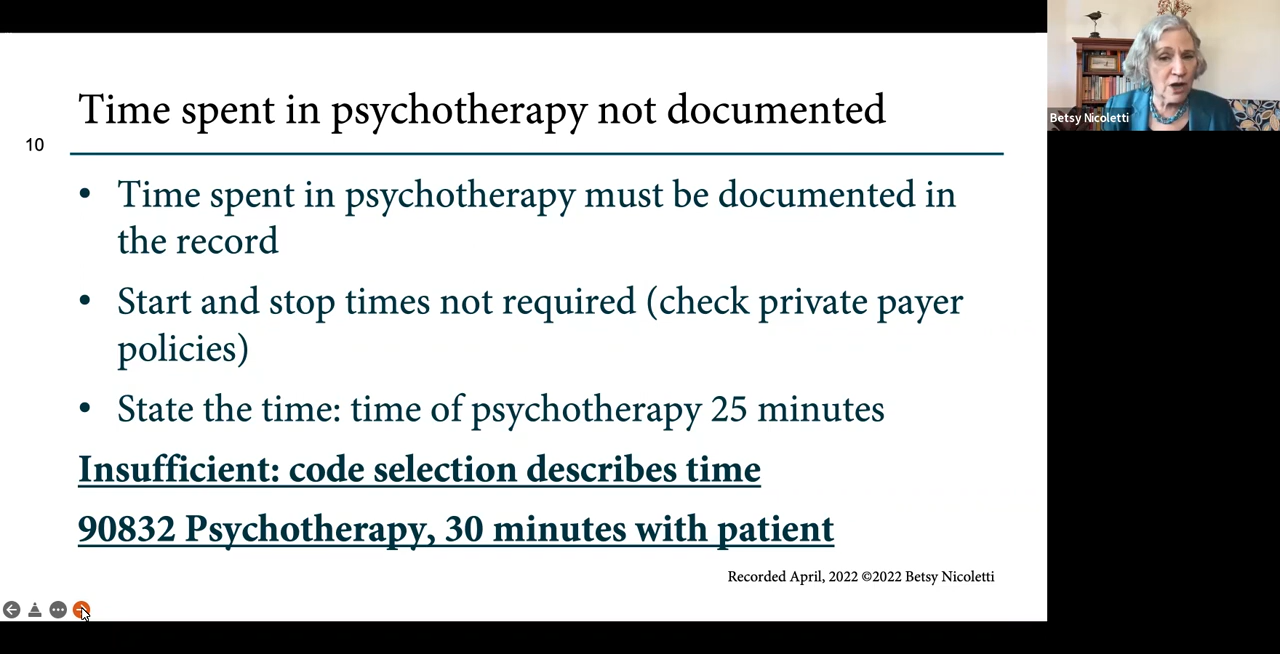 Time spent in psychotherapy not documented
10
• Time spent in psychotherapy must be documented in
the record
• Start and stop times not required (check private payer
policies)
• State the time: time of psychotherapy 25 minutes
Insufficient: code selection describes time
90832 Psychotherapy, 30 minutes with patient
Recorded April, 2022 ©2022 Betsy Nicoletti
Betsy Nicoletti